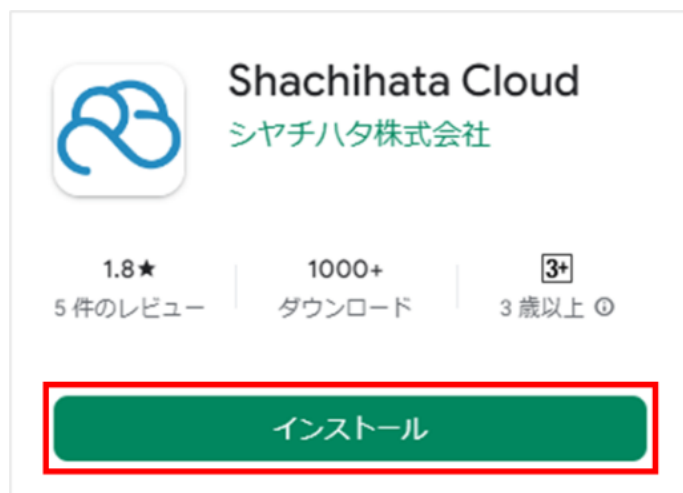 Shachihata Cloud
シヤチハタ株式会社
1.8★
5 件のレビュー
1000+
ダウンロード
3+
3 歳以上
インストール